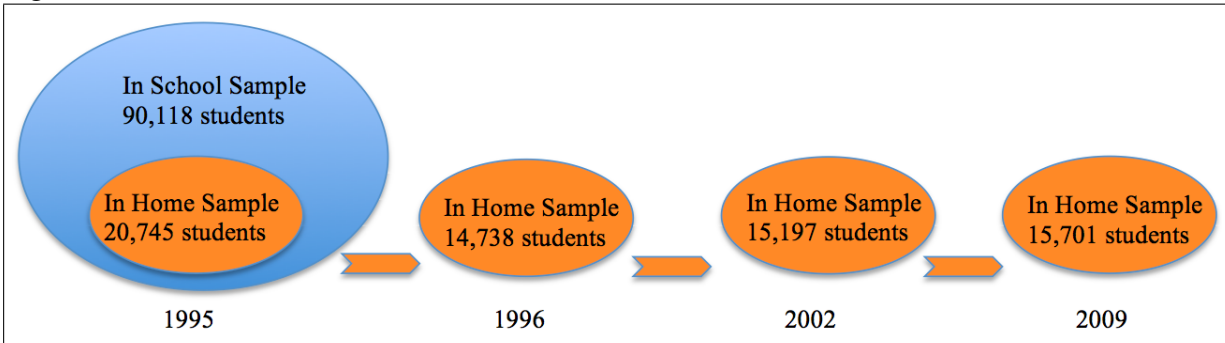 In School Sample
90,118 students
In Home Sample
20,745 students
In Home Sample
14,738 students
In Home Sample
15,197 students
In Home Sample
15,701 students
1995
1996
2002
2009